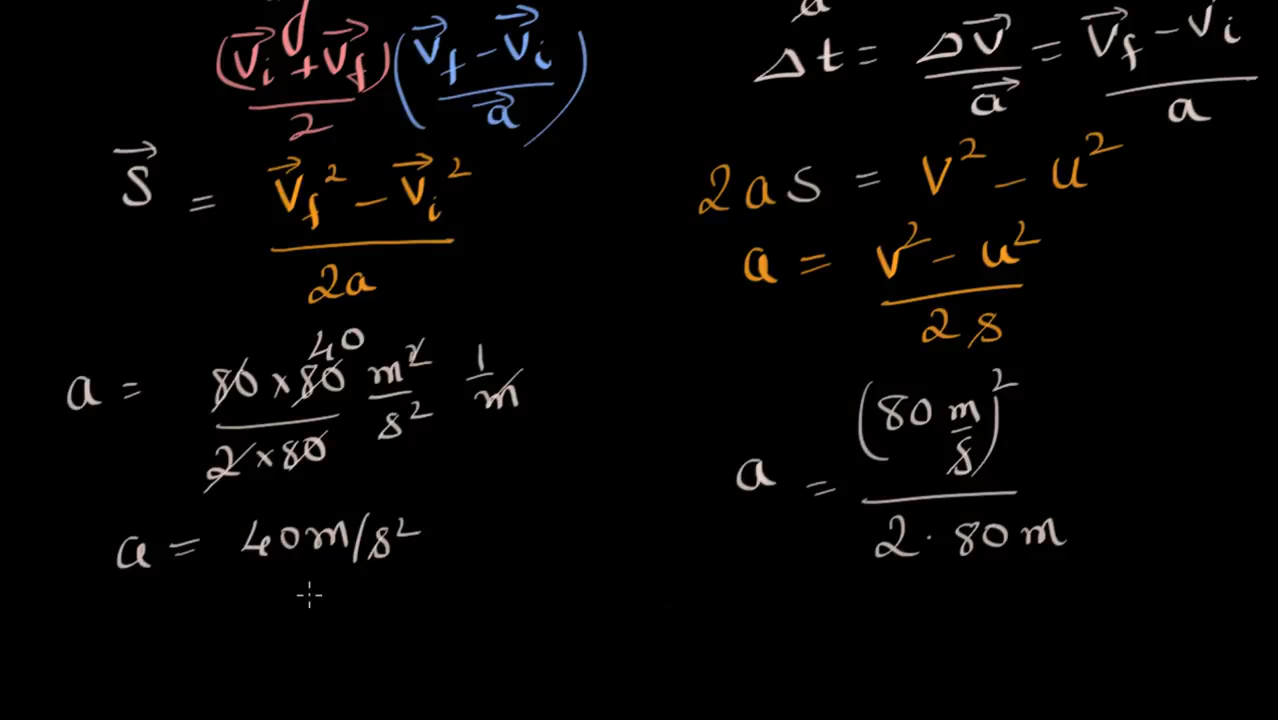 (v⃗i + v⃗f) / 2 (v⃗f − v⃗i / a⃗)
s⃗ = v⃗f² − v⃗i² / 2a
a = 80 × 80 / 2 × 80 m² / s² 1/m
40
a = 40m/s²
Δt = Δv⃗ / a⃗ = v⃗f − v⃗i / a
2as = v² − u²
a = v² − u² / 2s
a = (80 m/s)² / 2 · 80 m